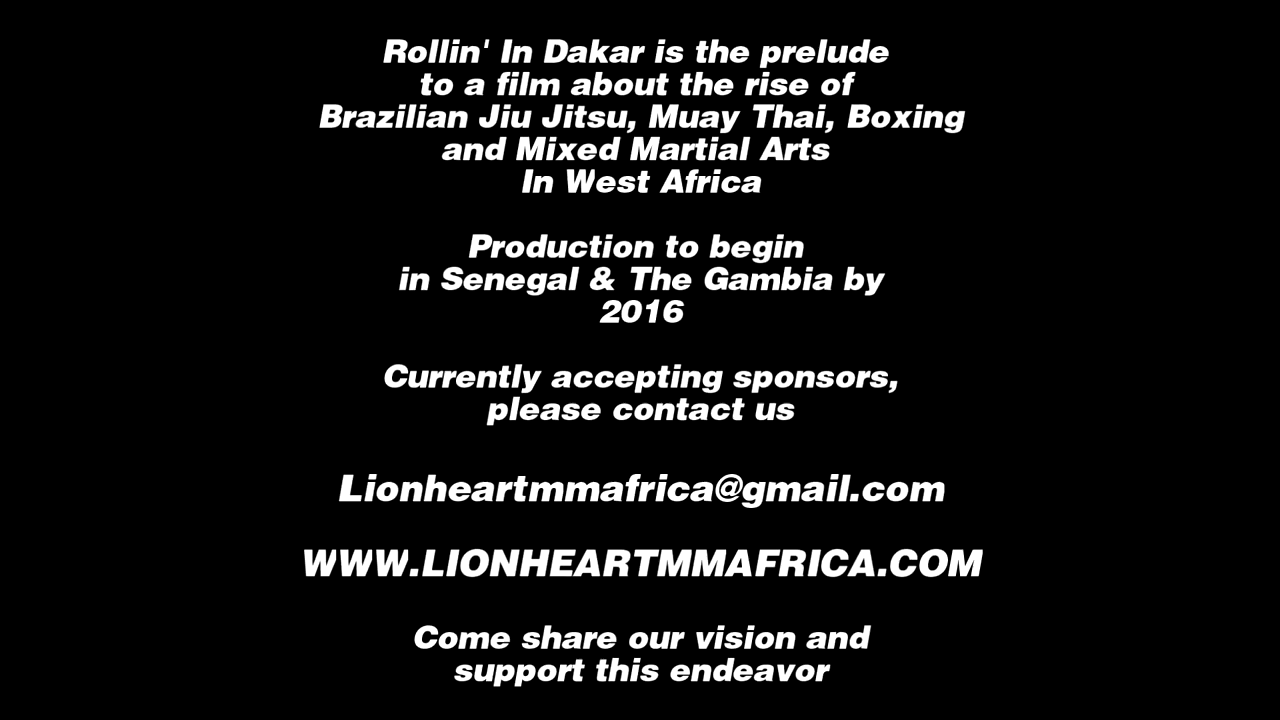 Rollin' In Dakar is the prelude
to a film about the rise of
Brazilian Jiu Jitsu, Muay Thai, Boxing
and Mixed Martial Arts
In West Africa
Production to begin
in Senegal & The Gambia by
2016
Currently accepting sponsors,
please contact us
Lionheartmmafrica@gmail.com
WWW.LIONHEARTMMAFRICA.COM
Come share our vision and
support this endeavor